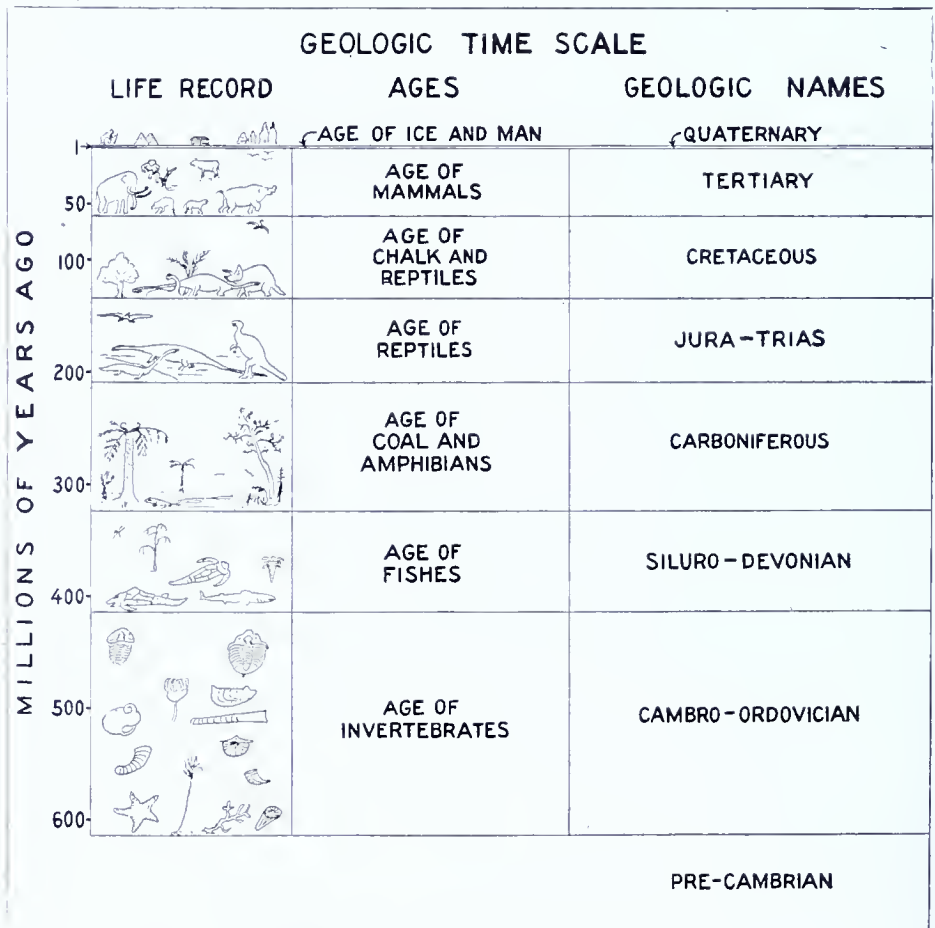 GEOLOGIC TIME SCALE
LIFE RECORD
AGES
GEOLOGIC NAMES
MILLIONS OF YEARS AGO
1
AGE OF ICE AND MAN
QUATERNARY
50
AGE OF
MAMMALS
TERTIARY
100
AGE OF
CHALK AND
REPTILES
CRETACEOUS
200
AGE OF
REPTILES
JURA-TRIAS
300
AGE OF
COAL AND
AMPHIBIANS
CARBONIFEROUS
400
AGE OF
FISHES
SILURO-DEVONIAN
500
600
AGE OF
INVERTEBRATES
CAMBRO-ORDOVICIAN
PRE-CAMBRIAN